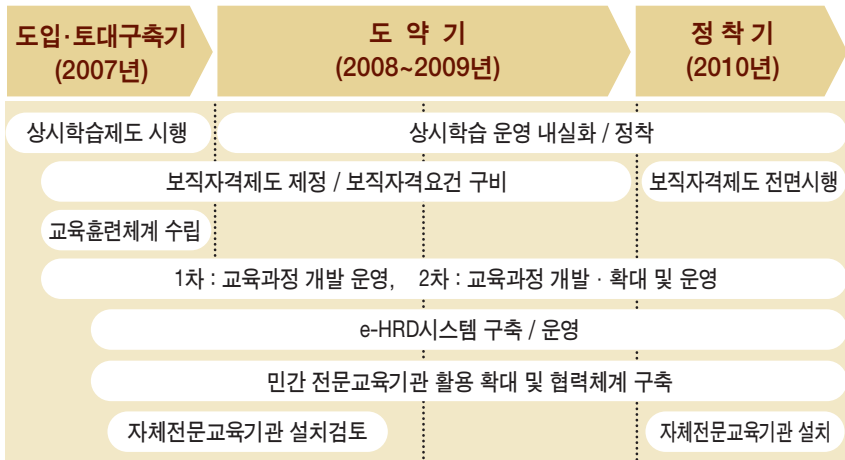 도입·토대구축기
(2007년)
도 약 기
(2008~2009년)
정 착 기
(2010년)
상시학습제도 시행
상시학습 운영 내실화 / 정착
보직자격제도 제정 / 보직자격요건 구비
보직자격제도 전면시행
교육훈련체계 수립
1차 : 교육과정 개발 운영, 2차 : 교육과정 개발 · 확대 및 운영
e-HRD시스템 구축 / 운영
민간 전문교육기관 활용 확대 및 협력체계 구축
자체전문교육기관 설치검토
자체전문교육기관 설치